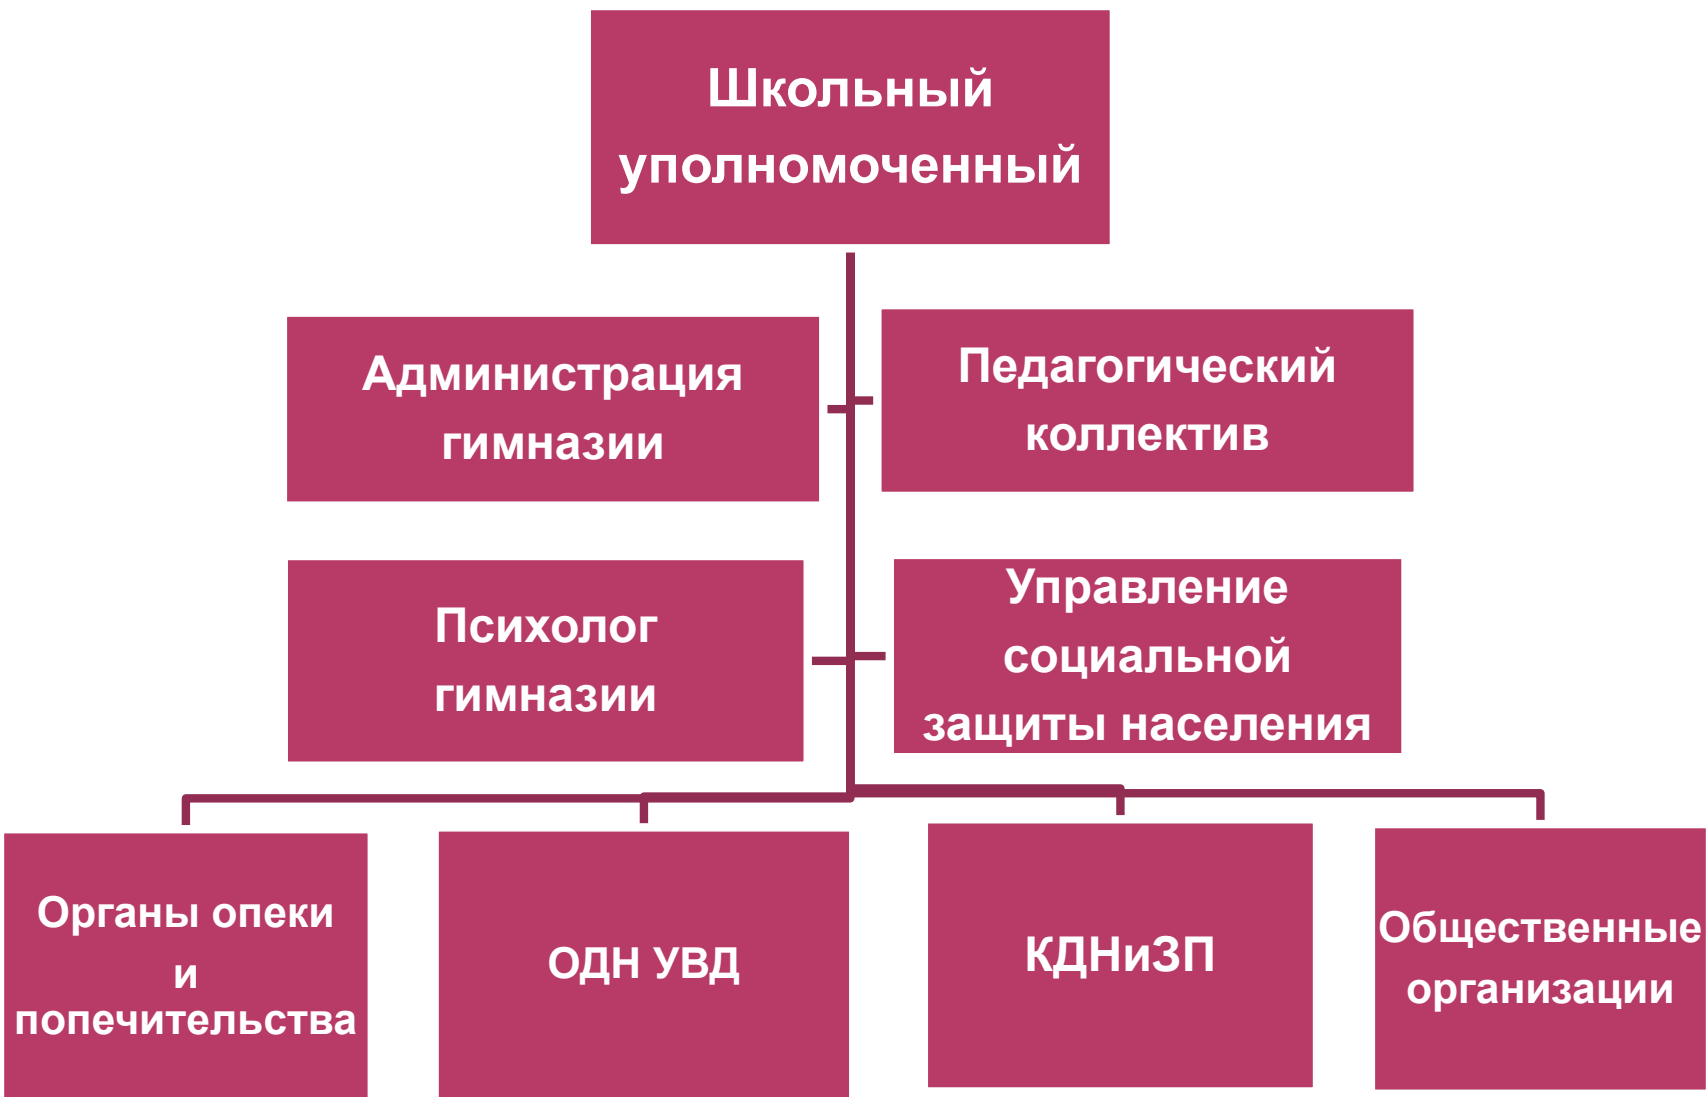 Школьный
уполномоченный
Администрация
гимназии
Педагогический
коллектив
Психолог
гимназии
Управление
социальной
защиты населения
Органы опеки
и
попечительства
ОДН УВД
КДНиЗП
Общественные
организации